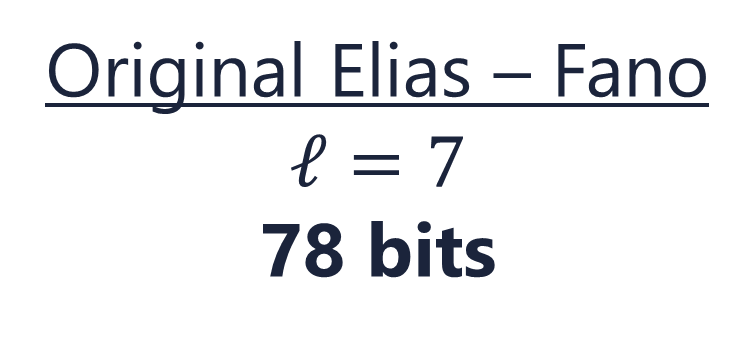 Original Elias – Fano
ℓ = 7
78 bits